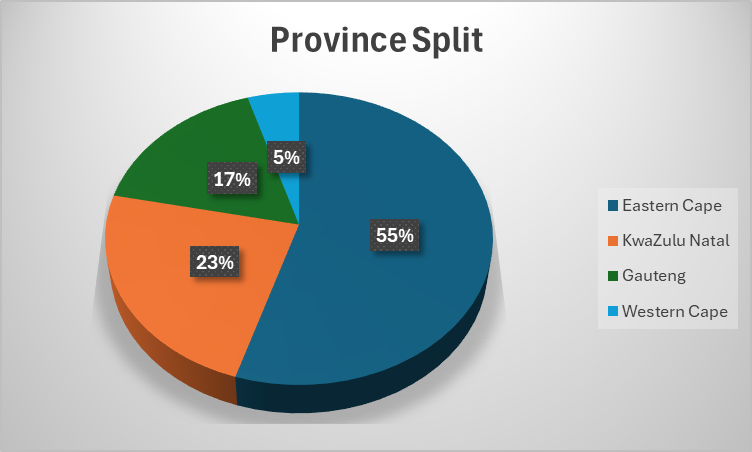 Province Split
5%
17%
55%
23%
Eastern Cape
KwaZulu Natal
Gauteng
Western Cape